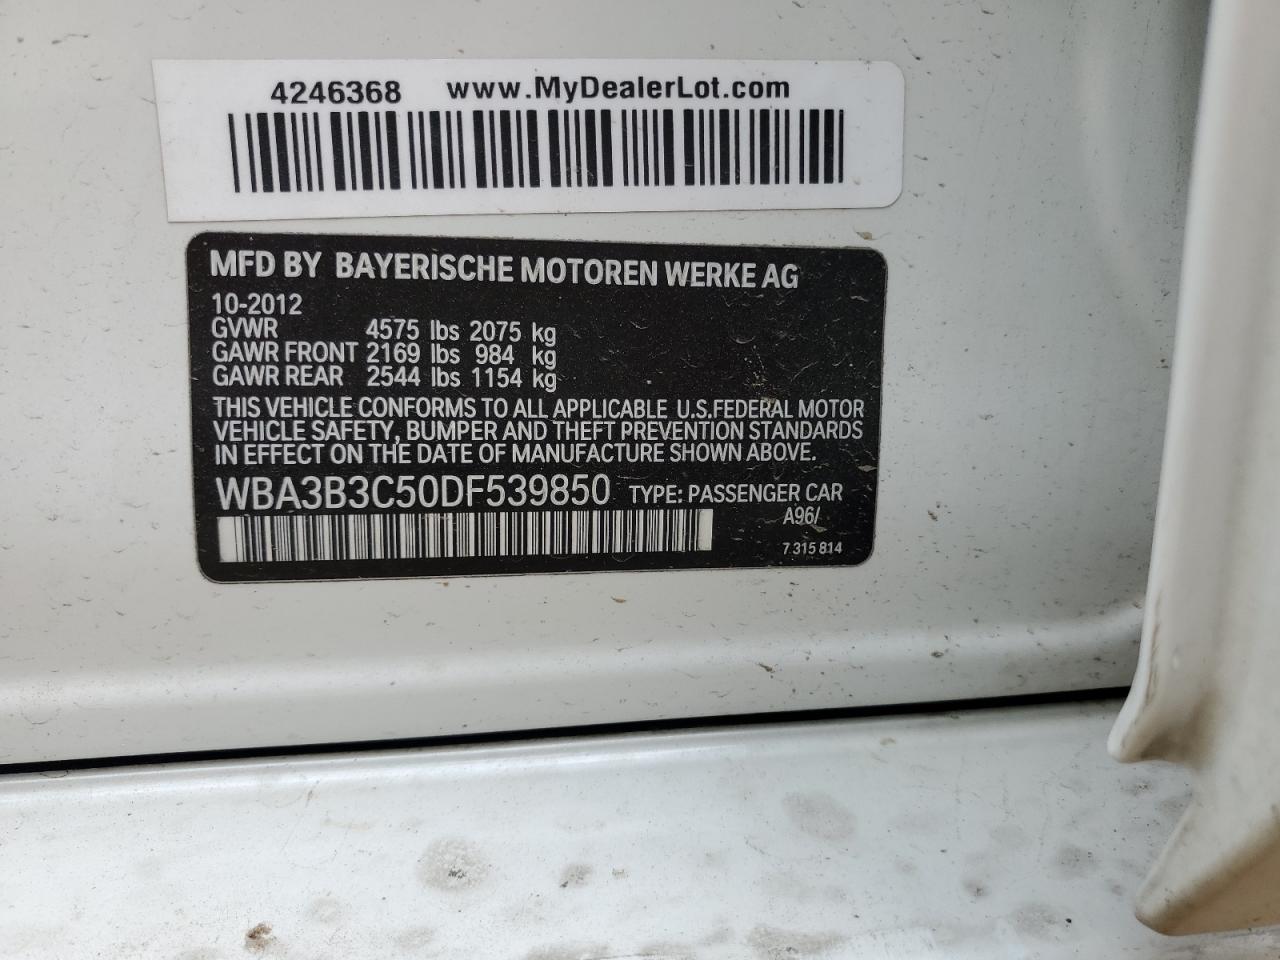 4246368 www.MyDealerLot.com
MFD BY BAYERISCHE MOTOREN WERKE AG
10-2012
GVWR 4575 lbs 2075 kg
GAWR FRONT 2169 lbs 984 kg
GAWR REAR 2544 lbs 1154 kg
THIS VEHICLE CONFORMS TO ALL APPLICABLE U.S.FEDERAL MOTOR
VEHICLE SAFETY, BUMPER AND THEFT PREVENTION STANDARDS
IN EFFECT ON THE DATE OF MANUFACTURE SHOWN ABOVE.
WBA3B3C50DF539850 TYPE: PASSENGER CAR
A96/
7 315 814